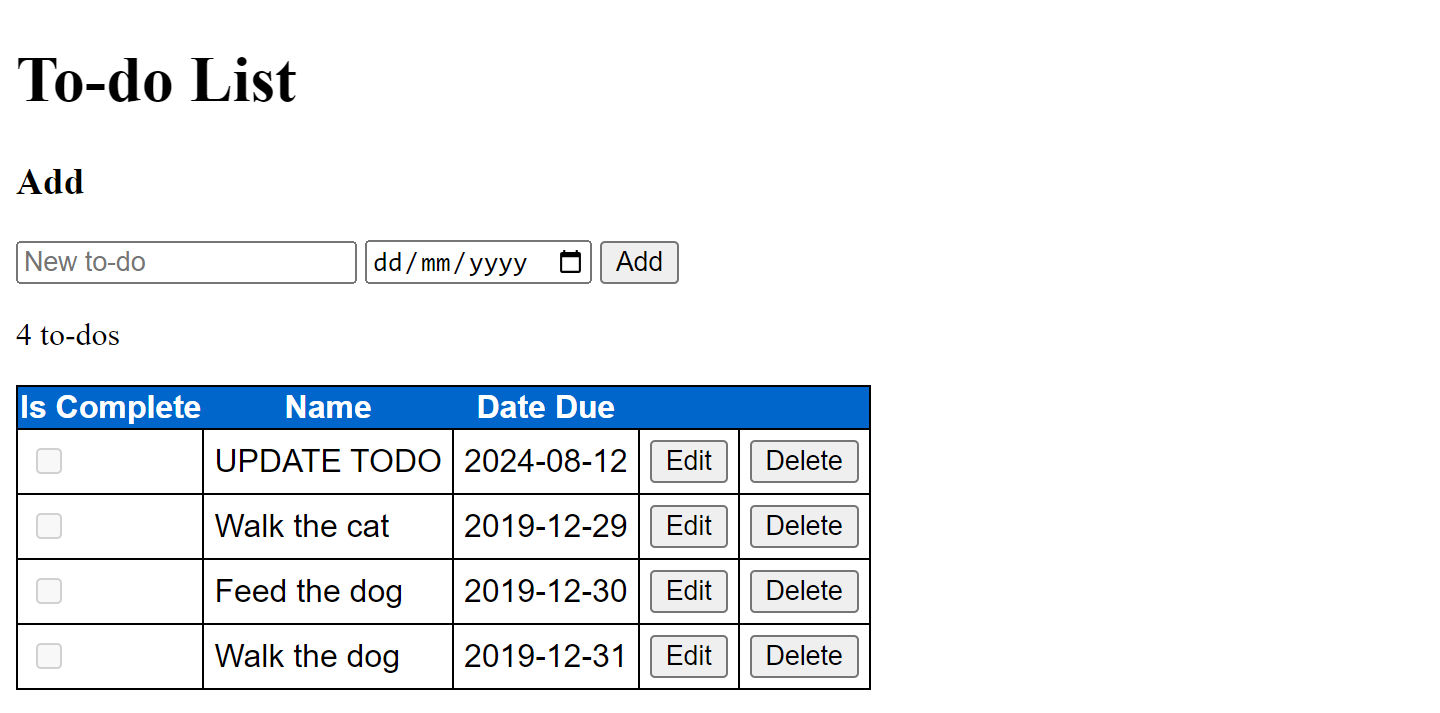 To-do List
Add
New to-do dd/mm/yyyy Add
4 to-dos
Is Complete Name Date Due
UPDATE TODO 2024-08-12 Edit Delete
Walk the cat 2019-12-29 Edit Delete
Feed the dog 2019-12-30 Edit Delete
Walk the dog 2019-12-31 Edit Delete